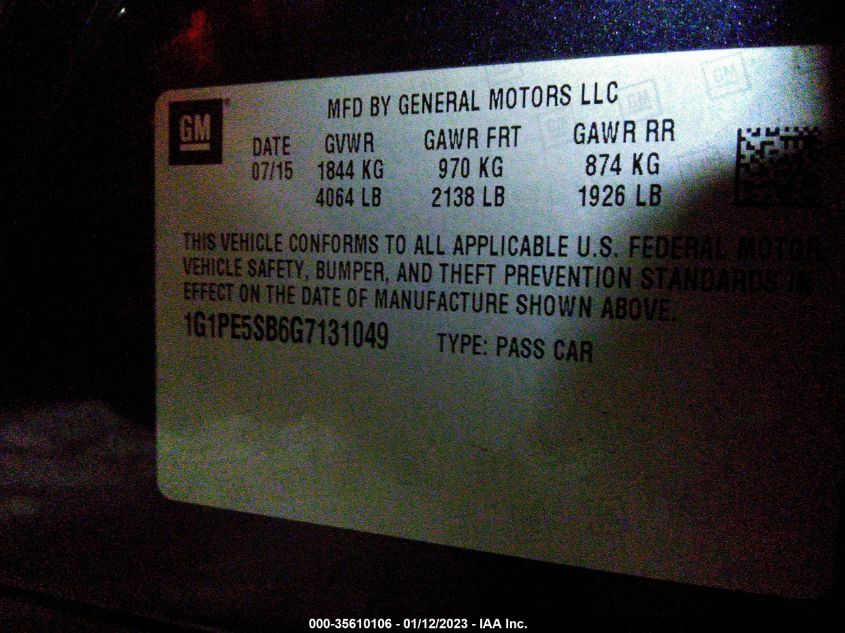 MFD BY GENERAL MOTORS LLC
GM
DATE GVWR GAWR FRT GAWR RR
07/15 1844 KG 970 KG 874 KG
4064 LB 2138 LB 1926 LB
THIS VEHICLE CONFORMS TO ALL APPLICABLE U.S. FEDERAL MOTOR
VEHICLE SAFETY, BUMPER, AND THEFT PREVENTION STANDARDS IN
EFFECT ON THE DATE OF MANUFACTURE SHOWN ABOVE.
1G1PE5SB6G7131049 TYPE: PASS CAR
000-35610106 - 01/12/2023 - IAA Inc.